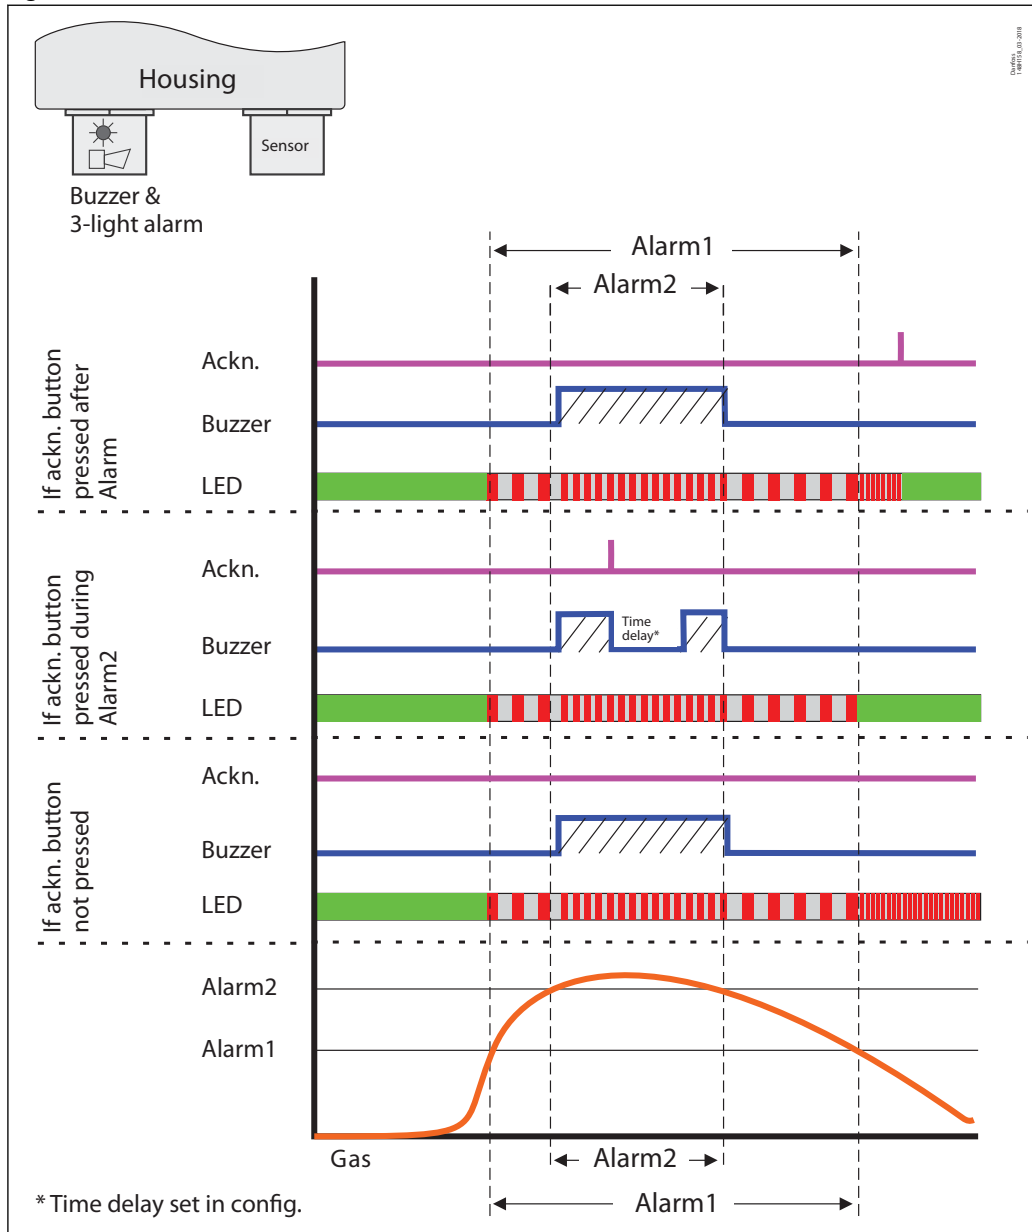 Danfoss
Housing
Sensor
Buzzer &
3-light alarm
Alarm1
Alarm2
If ackn. button
pressed after
Alarm
Ackn.
Buzzer
LED
If ackn. button
pressed during
Alarm2
Ackn.
Buzzer
Time
delay*
LED
If ackn. button
not pressed
Ackn.
Buzzer
LED
Alarm2
Alarm1
Gas
Alarm2
* Time delay set in config.
Alarm1